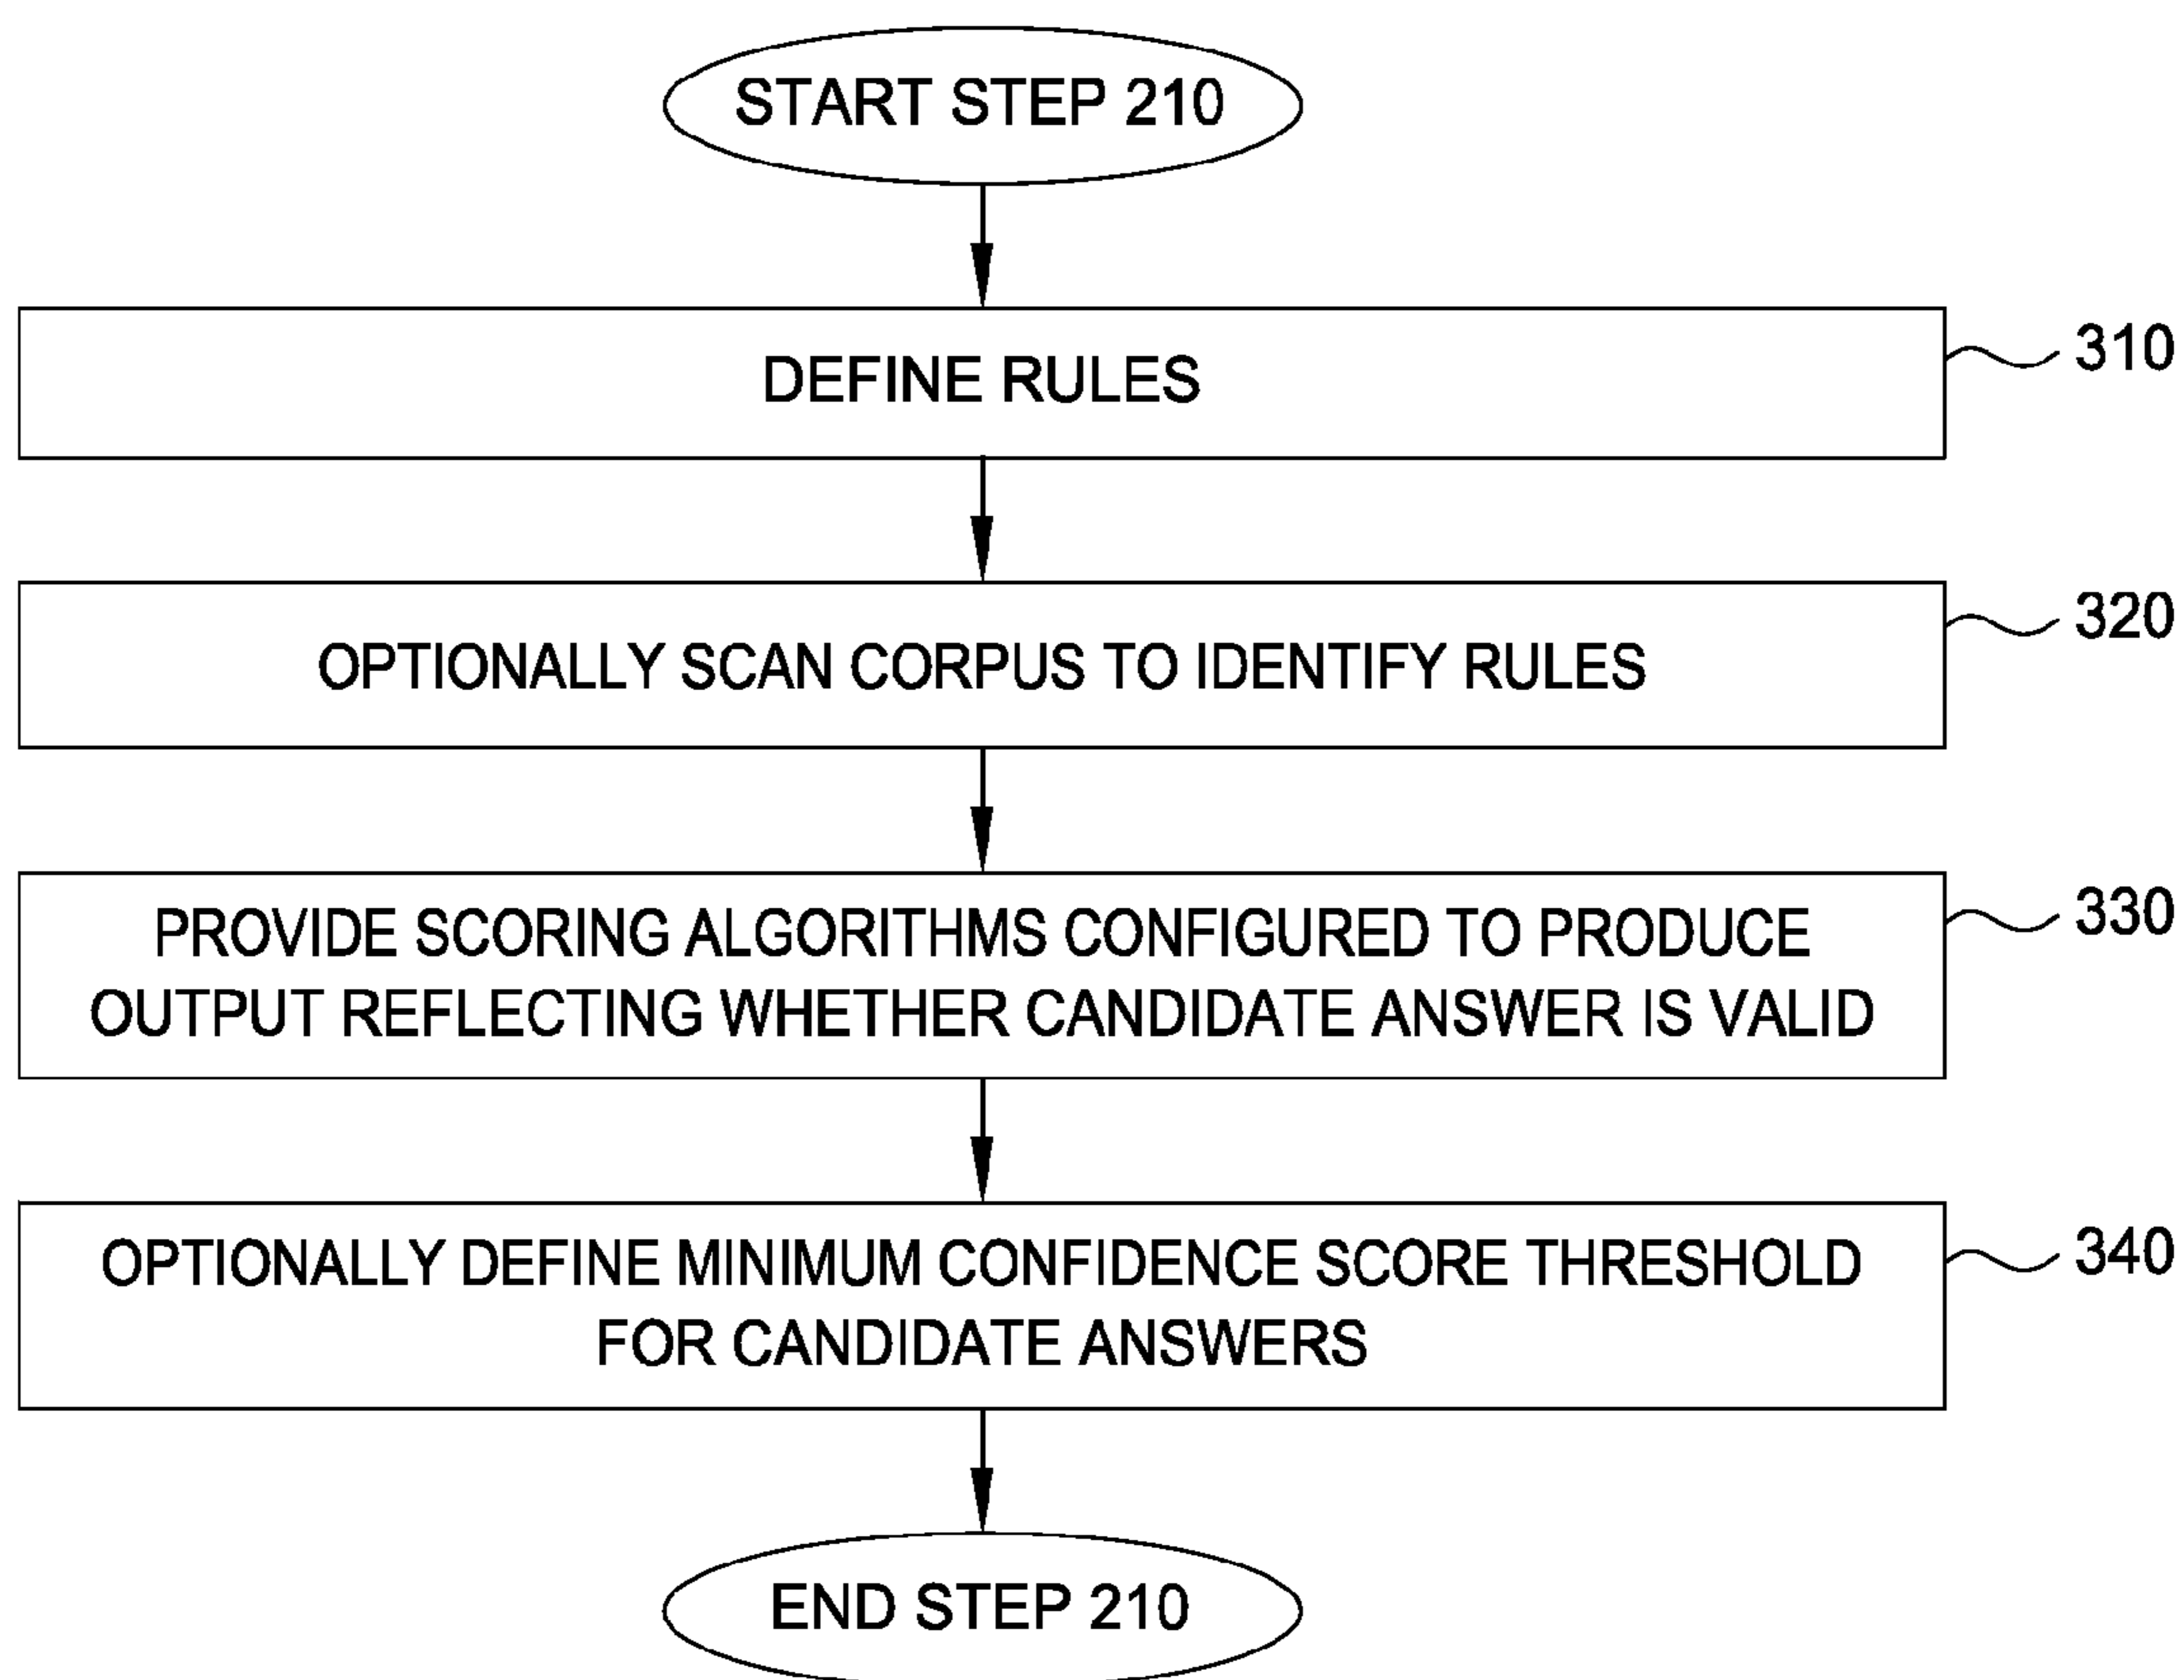 START STEP 210
DEFINE RULES
310
OPTIONALLY SCAN CORPUS TO IDENTIFY RULES
320
PROVIDE SCORING ALGORITHMS CONFIGURED TO PRODUCE
OUTPUT REFLECTING WHETHER CANDIDATE ANSWER IS VALID
330
OPTIONALLY DEFINE MINIMUM CONFIDENCE SCORE THRESHOLD
FOR CANDIDATE ANSWERS
340
END STEP 210